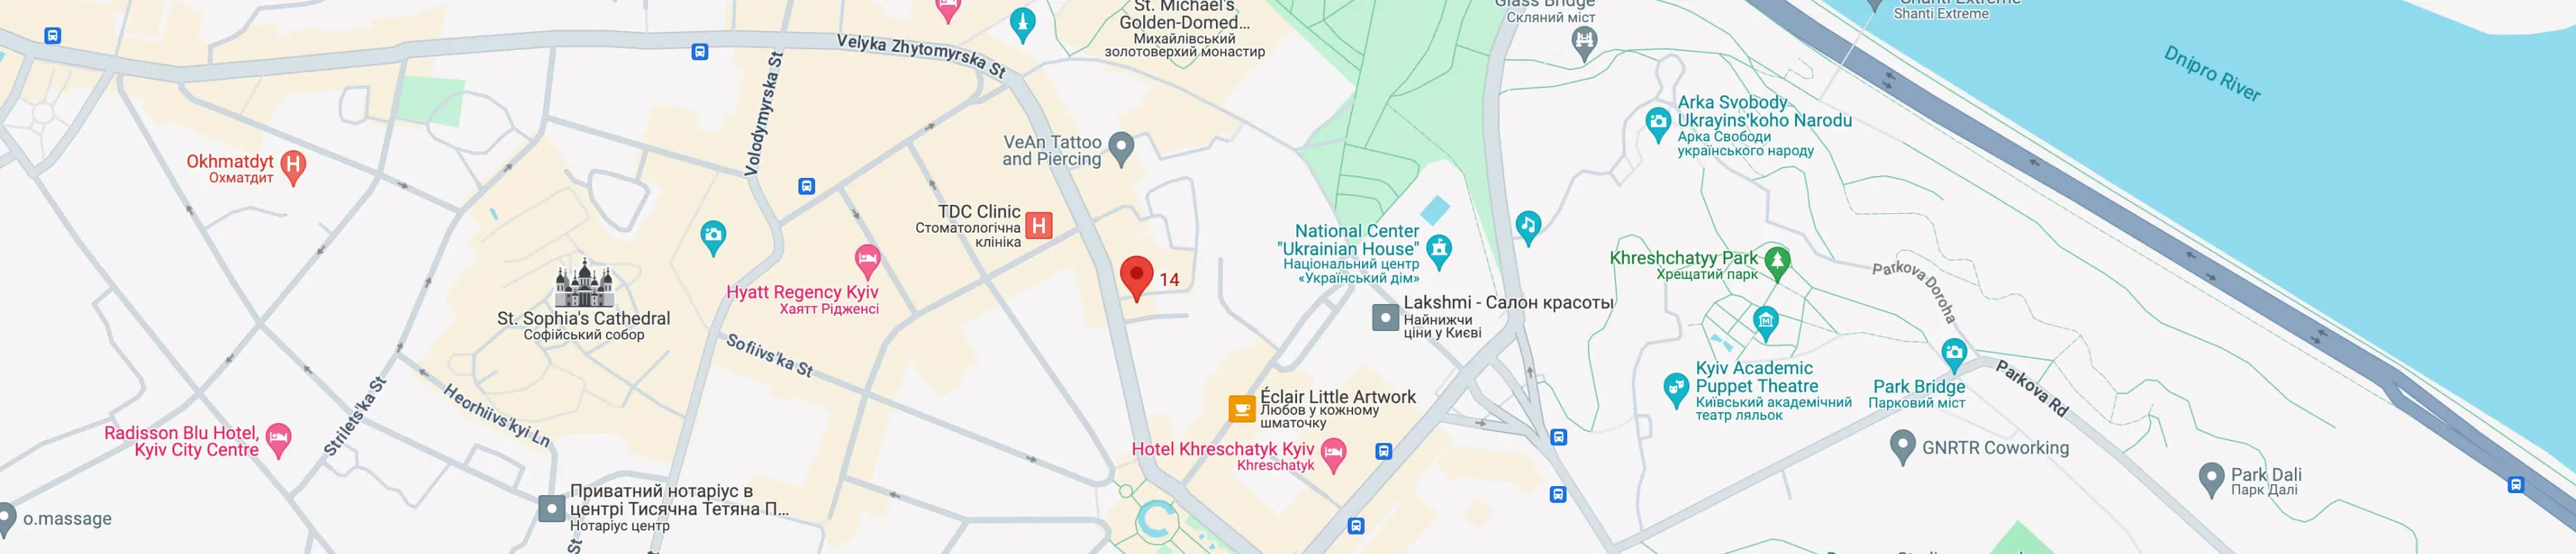 St. Michael's
Golden-Domed...
Михайлівський
золотоверхий монастир
Скляний міст
Shanti Extreme
Dnipro River
Velyka Zhytomyrska St
Volodymyrska St
Arka Svobody
Ukrayins'koho Narodu
Арка Свободи
українського народу
VeAn Tattoo
and Piercing
Okhmatdyt
Охматдит
TDC Clinic
Стоматологічна
клініка
National Center
"Ukrainian House"
Національний центр
«Український дім»
Khreshchatyy Park
Хрещатий парк
Parkova Doroha
14
Hyatt Regency Kyiv
Хаятт Рідженсі
Lakshmi - Салон красоты
Найнижчи
ціни у Києві
St. Sophia's Cathedral
Софійський собор
Sofiivs'ka St
Kyiv Academic
Puppet Theatre
Київський академічний
театр ляльок
Park Bridge
Парковий міст
Parkova Rd
Heorhiivs'kyi Ln
Strilets'ka St
Éclair Little Artwork
Любов у кожному
шматочку
Radisson Blu Hotel,
Kyiv City Centre
Hotel Khreschatyk Kyiv
Khreschatyk
GNRTR Coworking
Park Dali
Парк Далі
Приватний нотаріус в
центрі Тисячна Тетяна П...
Нотаріус центр
o.massage
St
St